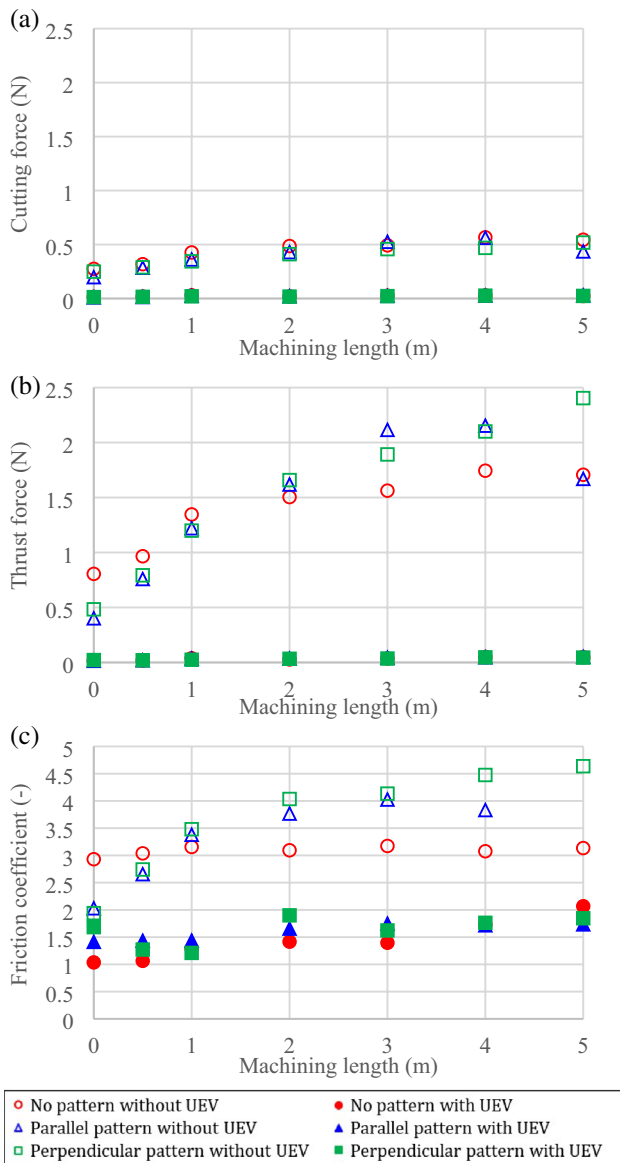 (a)
2.5
2
1.5
1
0.5
0
Cutting force (N)
0 1 2 3 4 5
Machining length (m)
(b)
2.5
2
1.5
1
0.5
0
Thrust force (N)
0 1 2 3 4 5
Machining length (m)
(c)
5
4.5
4
3.5
3
2.5
2
1.5
1
0.5
0
Friction coefficient (-)
0 1 2 3 4 5
Machining length (m)
No pattern without UEV No pattern with UEV
Parallel pattern without UEV Parallel pattern with UEV
Perpendicular pattern without UEV Perpendicular pattern with UEV